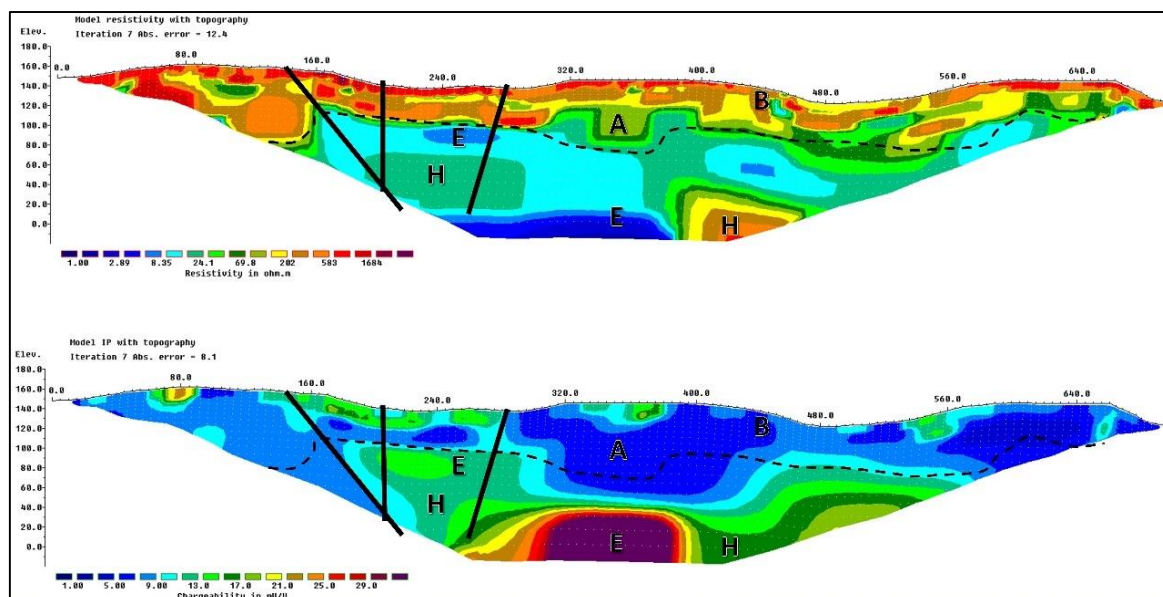 Model resistivity with topography
Iteration 7 Abs. error - 12.4
Elev.
180.0
160.0
140.0
120.0
100.0
80.0
60.0
40.0
20.0
0.0
0.0 80.0 160.0 240.0 320.0 400.0 480.0 560.0 640.0
B
A
E
H
E H
1.00 2.89 8.35 24.1 69.8 202 583 1684
Resistivity in ohm.m
Model IP with topography
Iteration 7 Abs. error - 8.1
Elev.
180.0
160.0
140.0
120.0
100.0
80.0
60.0
40.0
20.0
0.0
0.0 80.0 160.0 240.0 320.0 400.0 480.0 560.0 640.0
B
A
E
H
E H
1.00 5.00 9.00 13.0 17.0 21.0 25.0 29.0
Chargeability in mV/V